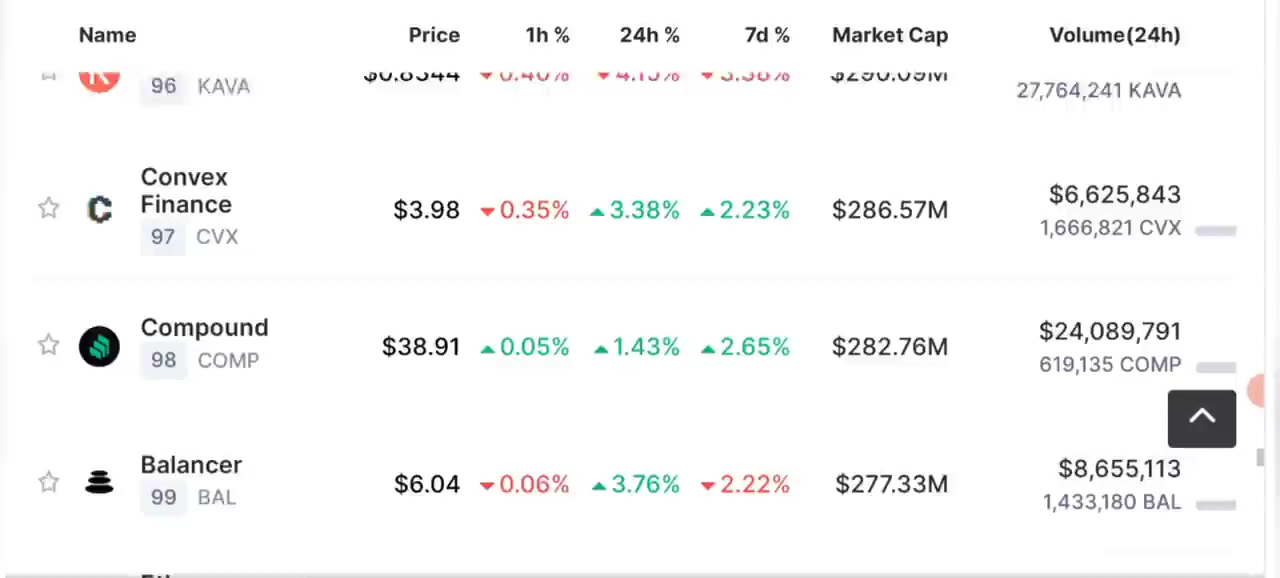 Name Price 1h % 24h % 7d % Market Cap Volume(24h)
96 KAVA 27,764,241 KAVA
Convex
Finance
97 CVX
$3.98 0.35% 3.38% 2.23% $286.57M $6,625,843
1,666,821 CVX
Compound
98 COMP
$38.91 0.05% 1.43% 2.65% $282.76M $24,089,791
619,135 COMP
Balancer
99 BAL
$6.04 0.06% 3.76% 2.22% $277.33M $8,655,113
1,433,180 BAL